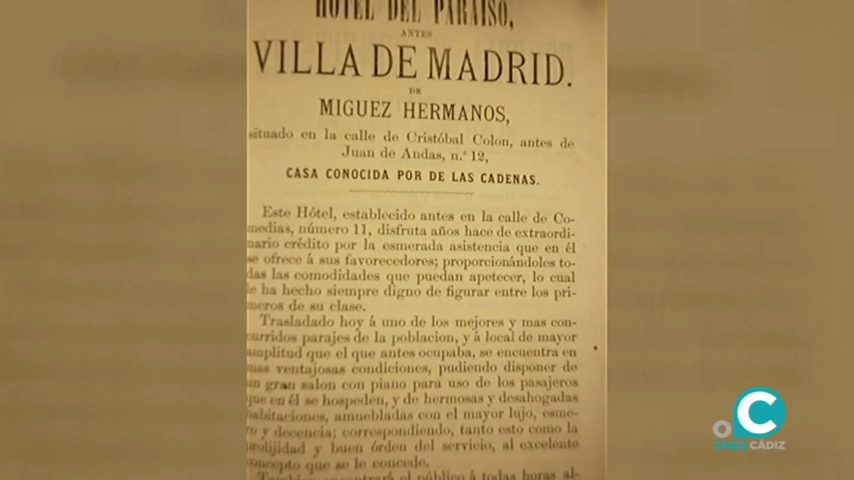 HOTEL DEL PARAISO,
ANTES
VILLA DE MADRID.
DE
MIGUEZ HERMANOS,
situado en la calle de Cristóbal Colon, antes de
Juan de Andas, n.º 12,
CASA CONOCIDA POR DE LAS CADENAS.
Este Hôtel, establecido antes en la calle de Co-
medias, número 11, disfruta años hace de extraordi-
nario crédito por la esmerada asistencia que en él
se ofrece á sus favorecedores; proporcionándoles to-
das las comodidades que puedan apetecer, lo cual
le ha hecho siempre digno de figurar entre los pri-
meros de su clase.
Trasladado hoy á uno de los mejores y mas con-
curridos parajes de la poblacion, y á local de mayor
amplitud que el que antes ocupaba, se encuentra en
mas ventajosas condiciones, pudiendo disponer de
un gran salon con piano para uso de los pasajeros
que en él se hospeden, y de hermosas y desahogadas
habitaciones, amuebladas con el mayor lujo, esme-
ro y decencia; correspondiendo, tanto esto como la
prolijidad y buen órden del servicio, al excelente
concepto que se le concede.
Tambien encontrará el público á todas horas al-
C
ONDA CÁDIZ